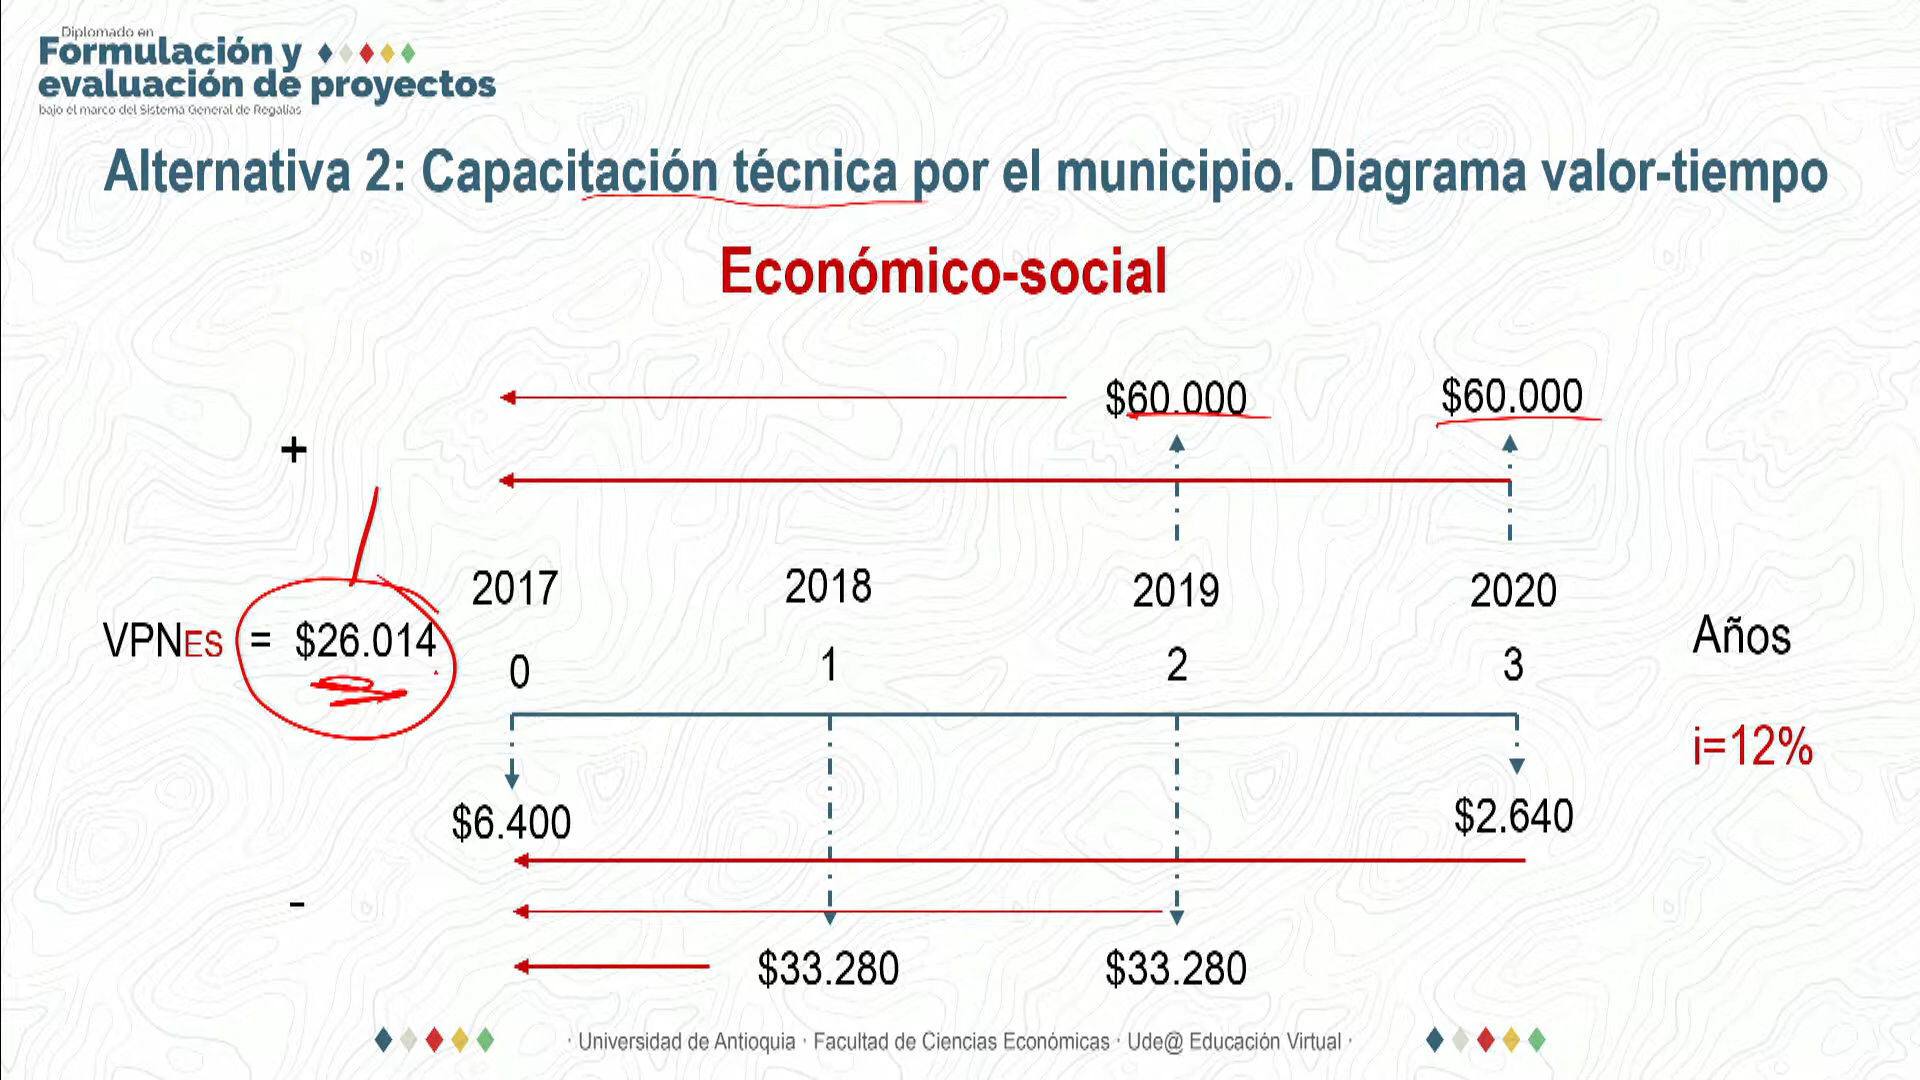 Diplomado en
Formulación y
evaluación de proyectos
bajo el marco del Sistema General de Regalías
Alternativa 2: Capacitación técnica por el municipio. Diagrama valor-tiempo
Económico-social
$60.000 $60.000
+
2017 2018 2019 2020
VPNES = $26.014 Años
0 1 2 3
i=12%
$6.400 $2.640
-
$33.280 $33.280
· Universidad de Antioquia · Facultad de Ciencias Económicas · Ude@ Educación Virtual ·